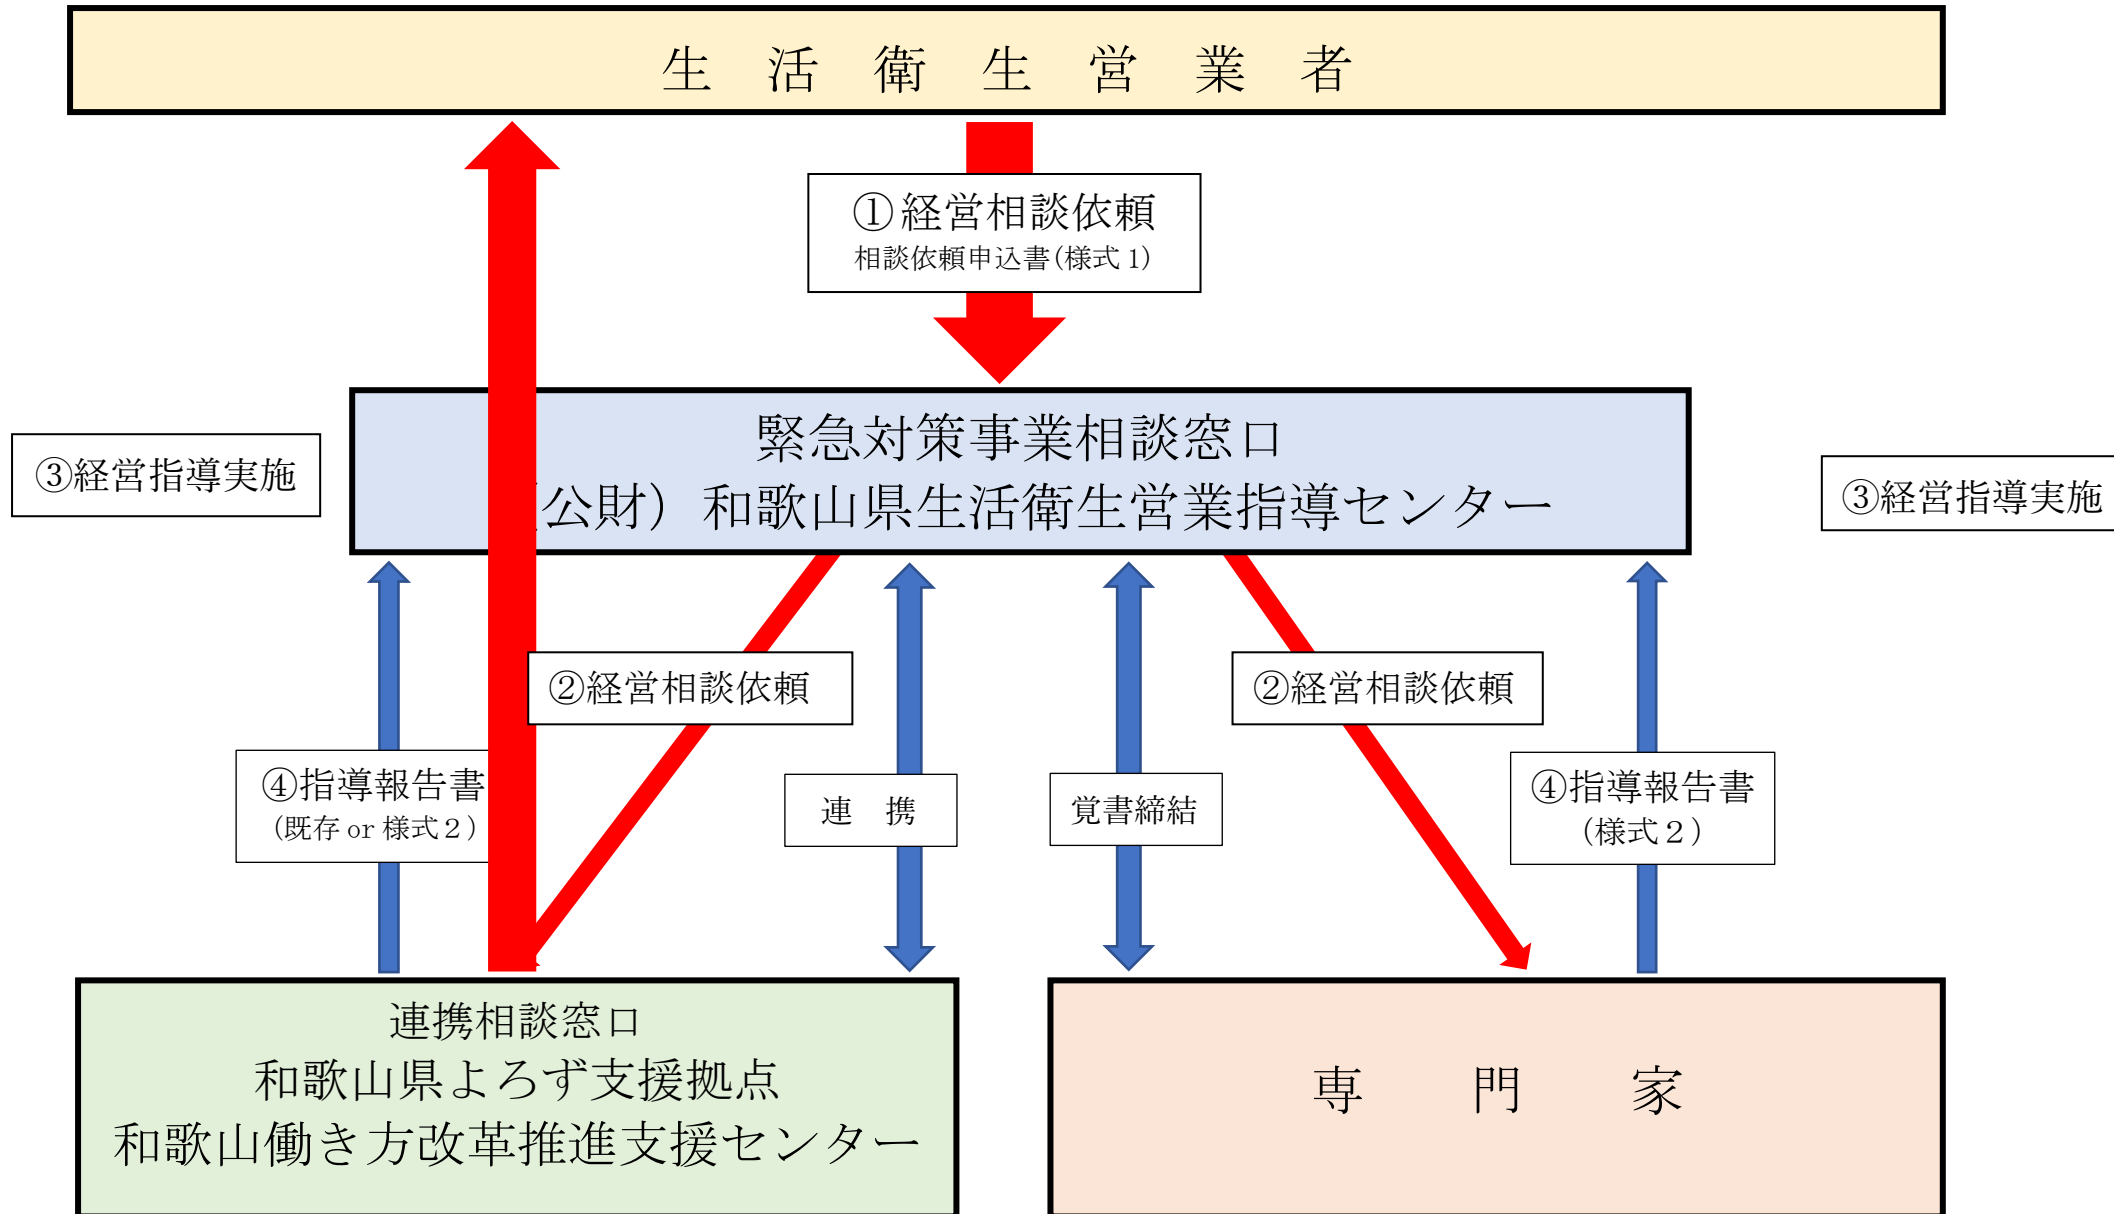 生活衛生営業者
①経営相談依頼
相談依頼申込書(様式1)
緊急対策事業相談窓口
(公財)和歌山県生活衛生営業指導センター
③経営指導実施
③経営指導実施
②経営相談依頼
②経営相談依頼
④指導報告書
(既存or様式2)
連携
覚書締結
④指導報告書
(様式2)
連携相談窓口
和歌山県よろず支援拠点
和歌山働き方改革推進支援センター
専門家